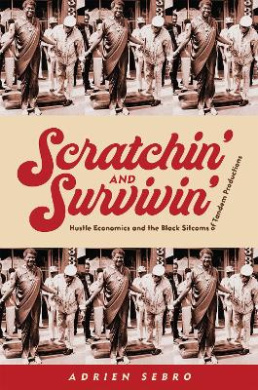 Scratchin'
AND
Survivin'
Hustle Economics and the Black Sitcoms of Tandem Productions
ADRIEN SEBRO